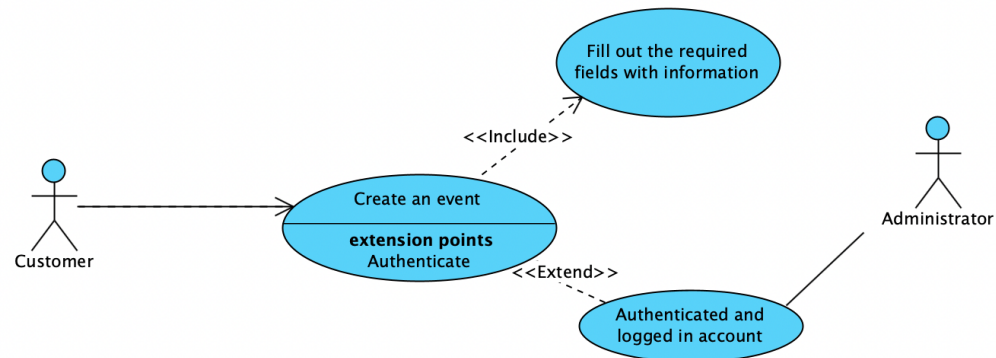 Fill out the required
fields with information
<<Include>>
Create an event
extension points
Authenticate
Customer
Administrator
<<Extend>>
Authenticated and
logged in account